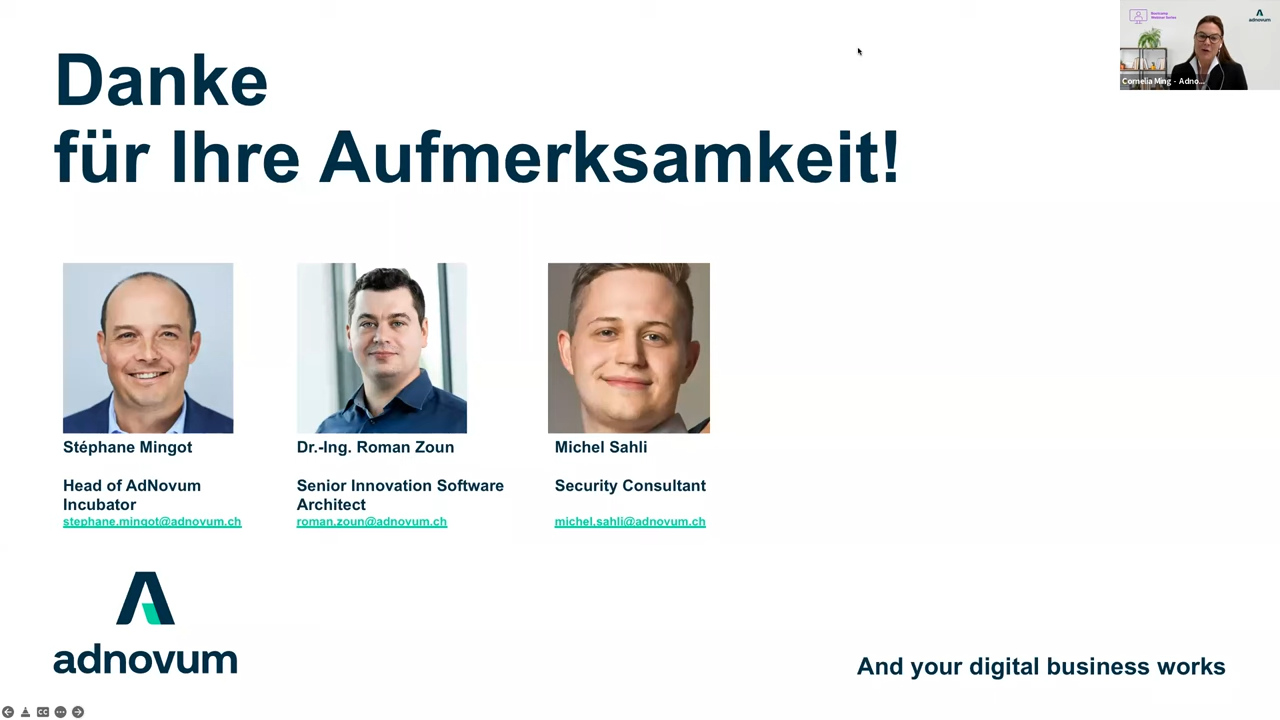 Danke
für Ihre Aufmerksamkeit!
adnovum
Cornelia Ming - Adno...
Stéphane Mingot
Head of AdNovum
Incubator
stephane.mingot@adnovum.ch
Dr.-Ing. Roman Zoun
Senior Innovation Software
Architect
roman.zoun@adnovum.ch
Michel Sahli
Security Consultant
michel.sahli@adnovum.ch
adnovum
And your digital business works
CC